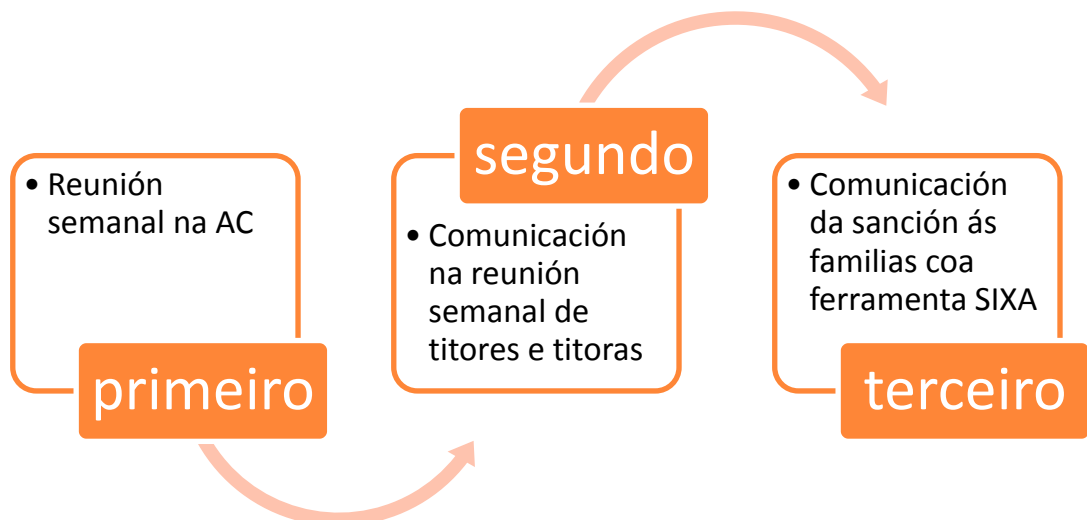 • Reunión
semanal na AC
primeiro
segundo
• Comunicación
na reunión
semanal de
titores e titoras
• Comunicación
da sanción ás
familias coa
ferramenta SIXA
terceiro